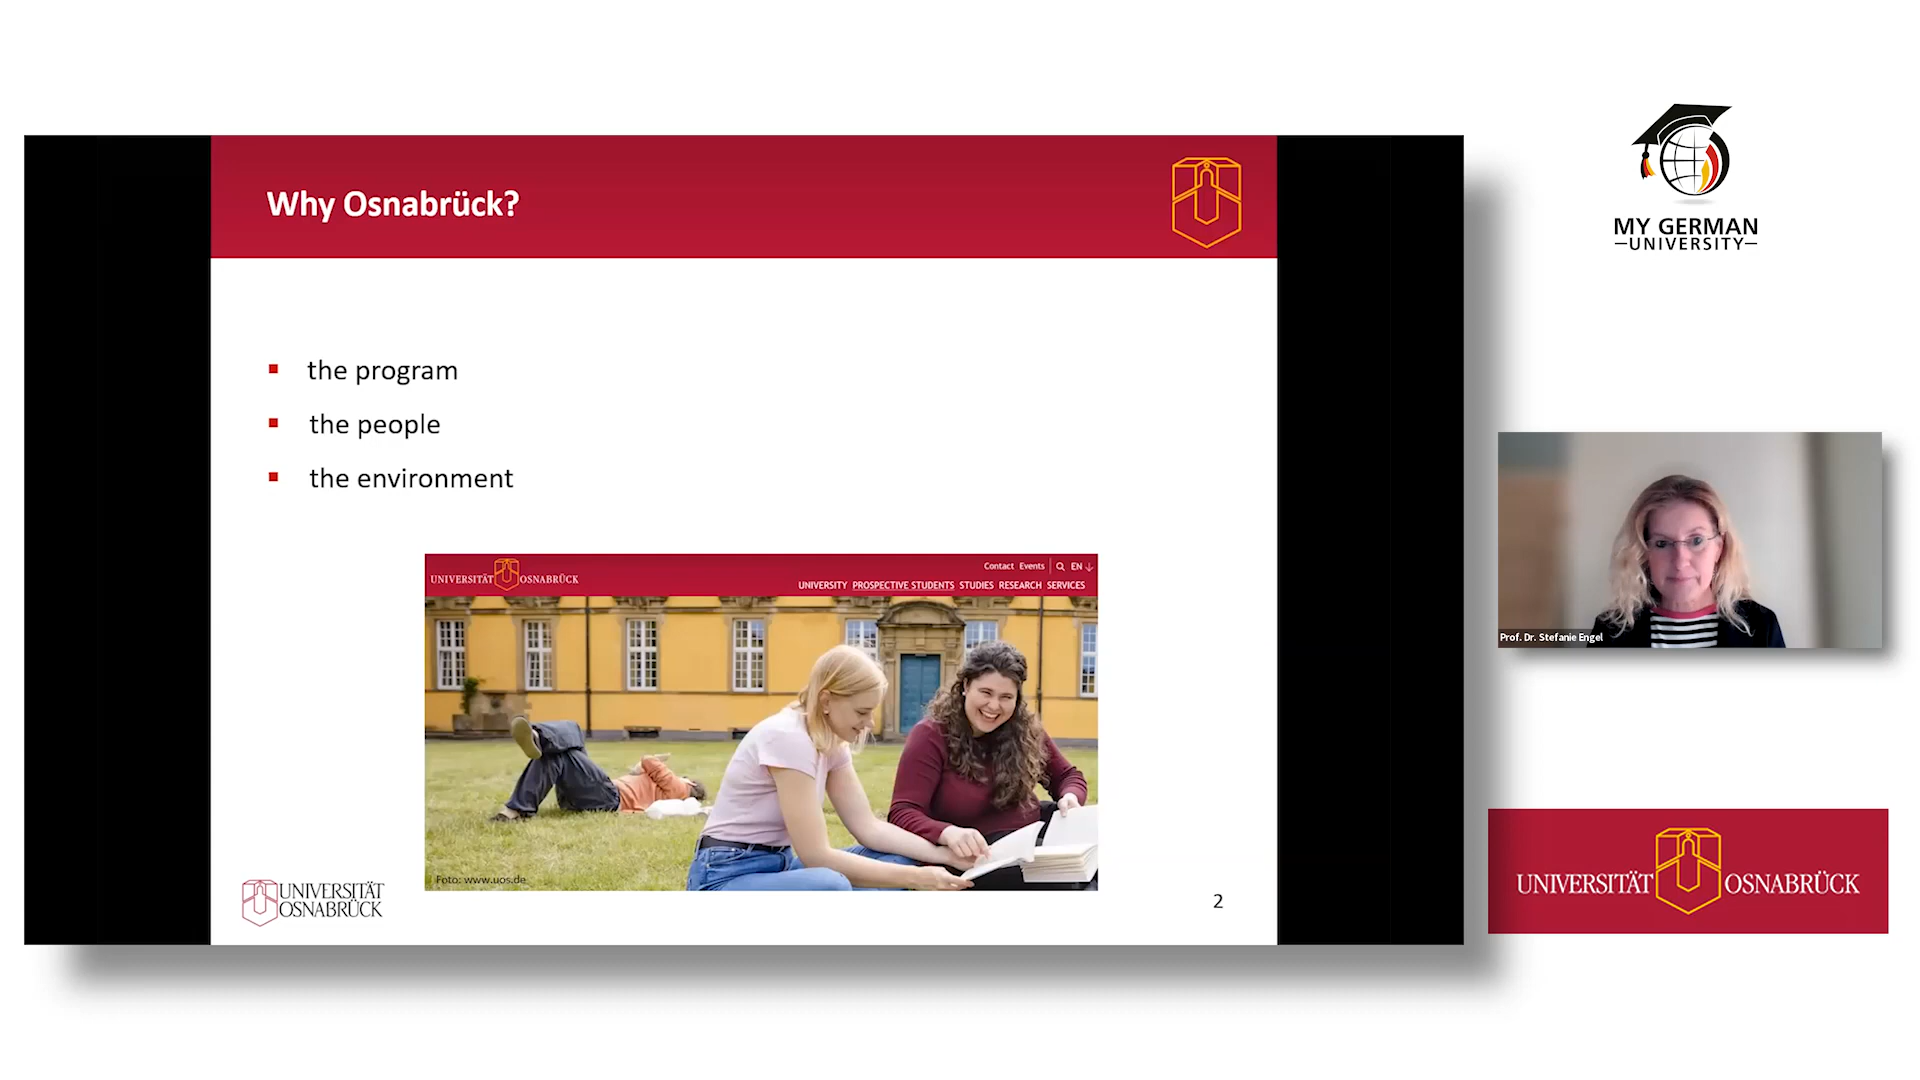 Why Osnabrück?
the program
the people
the environment
UNIVERSITÄT OSNABRÜCK
Contact Events EN
UNIVERSITY PROSPECTIVE STUDENTS STUDIES RESEARCH SERVICES
Foto: www.uos.de
UNIVERSITÄT
OSNABRÜCK
2
MY GERMAN
UNIVERSITY
Prof. Dr. Stefanie Engel
UNIVERSITÄT OSNABRÜCK